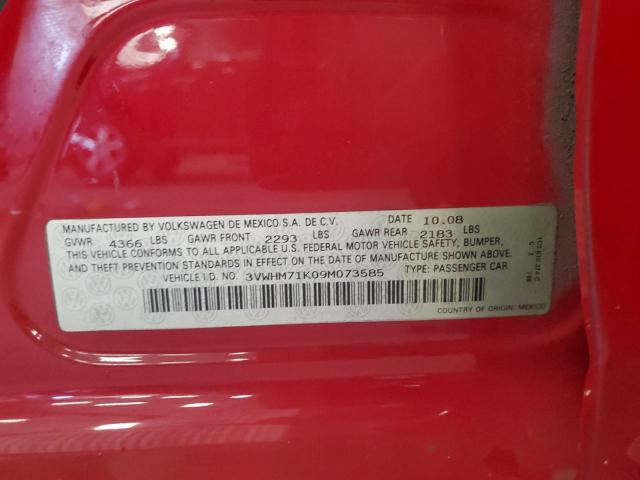 MANUFACTURED BY VOLKSWAGEN DE MEXICO S.A. DE C.V. DATE 10.08
GVWR 4366 LBS GAWR FRONT 2293 LBS GAWR REAR 2183 LBS
THIS VEHICLE CONFORMS TO ALL APPLICABLE U.S. FEDERAL MOTOR VEHICLE SAFETY, BUMPER,
AND THEFT PREVENTION STANDARDS IN EFFECT ON THE DATE OF MANUFACTURE SHOWN ABOVE.
VEHICLE I.D. NO. 3VWHM71K09M073585 TYPE: PASSENGER CAR
COUNTRY OF ORIGIN: MEXICO